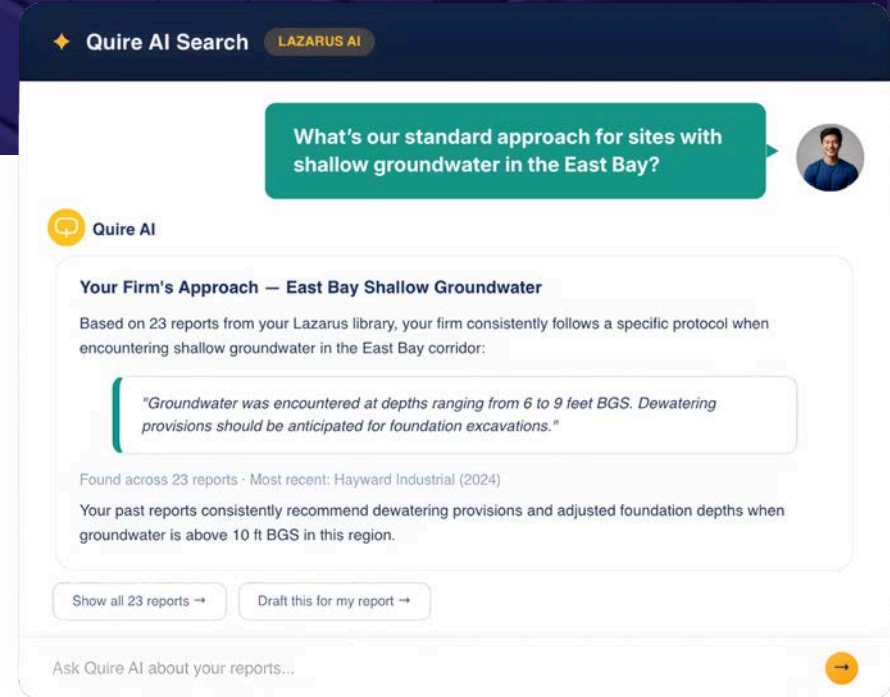 Quire AI Search
LAZARUS AI
What's our standard approach for sites with
shallow groundwater in the East Bay?
Quire AI
Your Firm's Approach — East Bay Shallow Groundwater
Based on 23 reports from your Lazarus library, your firm consistently follows a specific protocol when
encountering shallow groundwater in the East Bay corridor:
"Groundwater was encountered at depths ranging from 6 to 9 feet BGS. Dewatering
provisions should be anticipated for foundation excavations."
Found across 23 reports · Most recent: Hayward Industrial (2024)
Your past reports consistently recommend dewatering provisions and adjusted foundation depths when
groundwater is above 10 ft BGS in this region.
Show all 23 reports →
Draft this for my report →
Ask Quire AI about your reports...
→